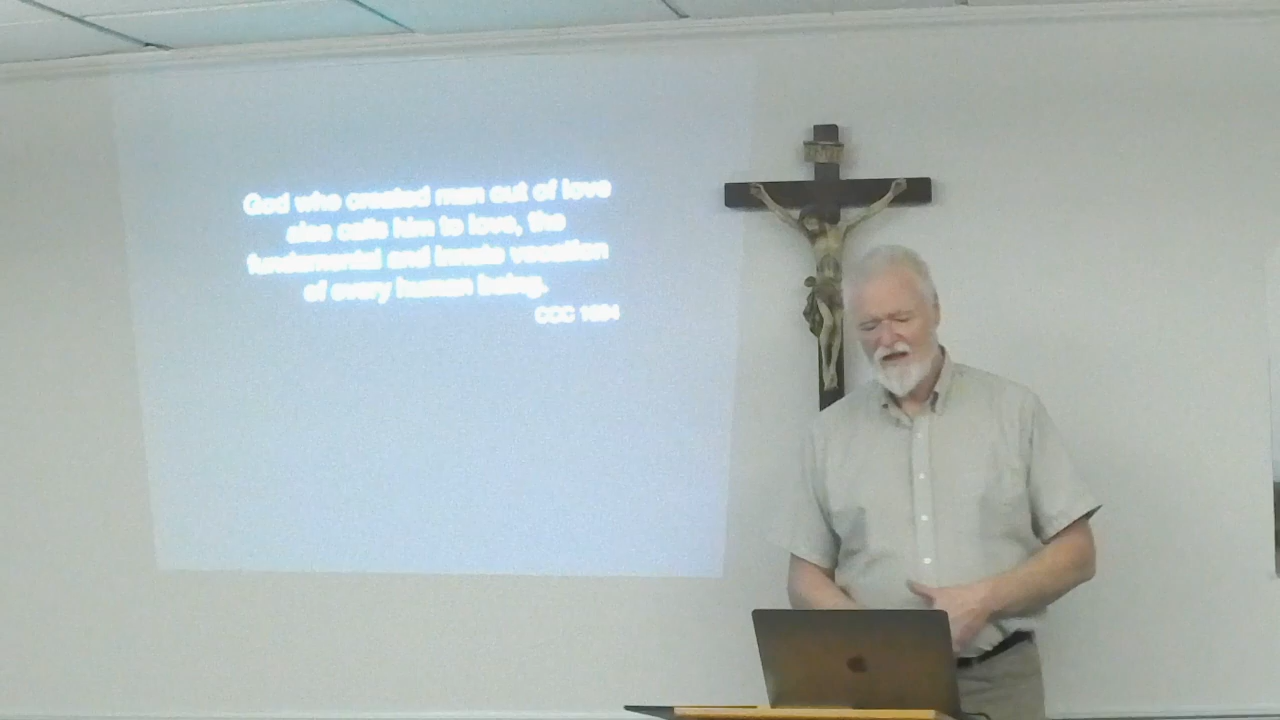 God who created man out of love
also calls him to love, the
fundamental and innate vocation
of every human being.
CCC 1604